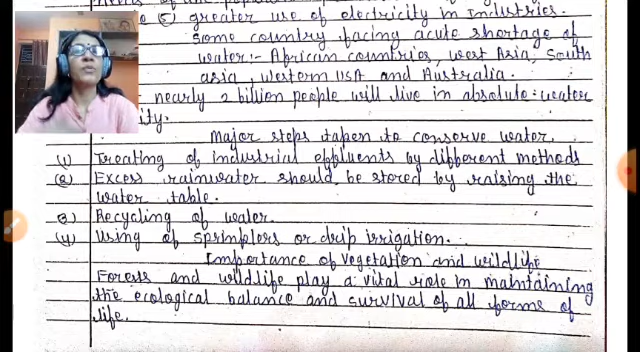 ⑤ greater use of electricity in Industries.
Some country facing acute shortage of
water:- African countries, west Asia, South
asia, western USA and Australia.
nearly 2 billion people will live in absolute water
ity.
Major steps taken to conserve water.
(1) Treating of industrial effluents by different methods
(2) Excess rainwater should be stored by raising the
water table.
3) Recycling of water.
(4) Using of sprinplers or drip irrigation.
Importance of vegetation and wildlife
Foress and wildlife play a vital role in maintaining
the ecological balance and survival of all forms of
life.